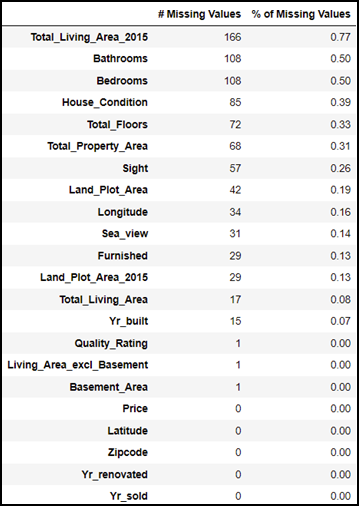 # Missing Values % of Missing Values
Total_Living_Area_2015 166 0.77
Bathrooms 108 0.50
Bedrooms 108 0.50
House_Condition 85 0.39
Total_Floors 72 0.33
Total_Property_Area 68 0.31
Sight 57 0.26
Land_Plot_Area 42 0.19
Longitude 34 0.16
Sea_view 31 0.14
Furnished 29 0.13
Land_Plot_Area_2015 29 0.13
Total_Living_Area 17 0.08
Yr_built 15 0.07
Quality_Rating 1 0.00
Living_Area_excl_Basement 1 0.00
Basement_Area 1 0.00
Price 0 0.00
Latitude 0 0.00
Zipcode 0 0.00
Yr_renovated 0 0.00
Yr_sold 0 0.00